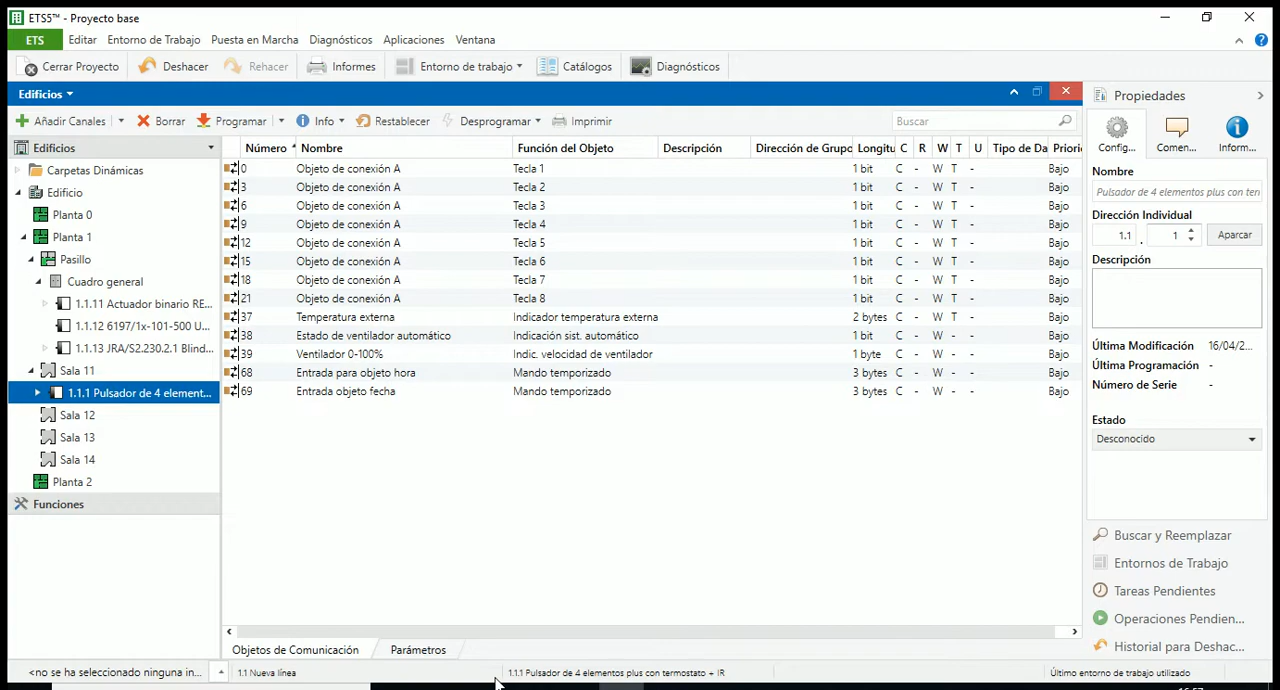 ETS5™ - Proyecto base
ETS Editar Entorno de Trabajo Puesta en Marcha Diagnósticos Aplicaciones Ventana
Cerrar Proyecto Deshacer Rehacer Informes Entorno de trabajo Catálogos Diagnósticos
Edificios
Añadir Canales Borrar Programar Info Restablecer Desprogramar Imprimir Buscar
Edificios
Carpetas Dinámicas
Edificio
Planta 0
Planta 1
Pasillo
Cuadro general
1.1.11 Actuador binario RE...
1.1.12 6197/1x-101-500 U...
1.1.13 JRA/S2.230.2.1 Blind...
Sala 11
1.1.1 Pulsador de 4 element...
Sala 12
Sala 13
Sala 14
Planta 2
Funciones
Número Nombre Función del Objeto Descripción Dirección de Grupo Longitu C R W T U Tipo de Da Priorid
0 Objeto de conexión A Tecla 1 1 bit C - W T - Bajo
3 Objeto de conexión A Tecla 2 1 bit C - W T - Bajo
6 Objeto de conexión A Tecla 3 1 bit C - W T - Bajo
9 Objeto de conexión A Tecla 4 1 bit C - W T - Bajo
12 Objeto de conexión A Tecla 5 1 bit C - W T - Bajo
15 Objeto de conexión A Tecla 6 1 bit C - W T - Bajo
18 Objeto de conexión A Tecla 7 1 bit C - W T - Bajo
21 Objeto de conexión A Tecla 8 1 bit C - W T - Bajo
37 Temperatura externa Indicador temperatura externa 2 bytes C - W T - Bajo
38 Estado de ventilador automático Indicación sist. automático 1 bit C - W - - Bajo
39 Ventilador 0-100% Indic. velocidad de ventilador 1 byte C - W - - Bajo
68 Entrada para objeto hora Mando temporizado 3 bytes C - W - - Bajo
69 Entrada objeto fecha Mando temporizado 3 bytes C - W - - Bajo
Objetos de Comunicación Parámetros
Propiedades
Config... Comen... Inform...
Nombre
Pulsador de 4 elementos plus con ten
Dirección Individual
1.1 . 1 Aparcar
Descripción
Última Modificación 16/04/2...
Última Programación -
Número de Serie -
Estado
Desconocido
Buscar y Reemplazar
Entornos de Trabajo
Tareas Pendientes
Operaciones Pendien...
Historial para Deshac...
<no se ha seleccionado ninguna in... 1.1 Nueva línea 1.1.1 Pulsador de 4 elementos plus con termostato + IR Último entorno de trabajo utilizado